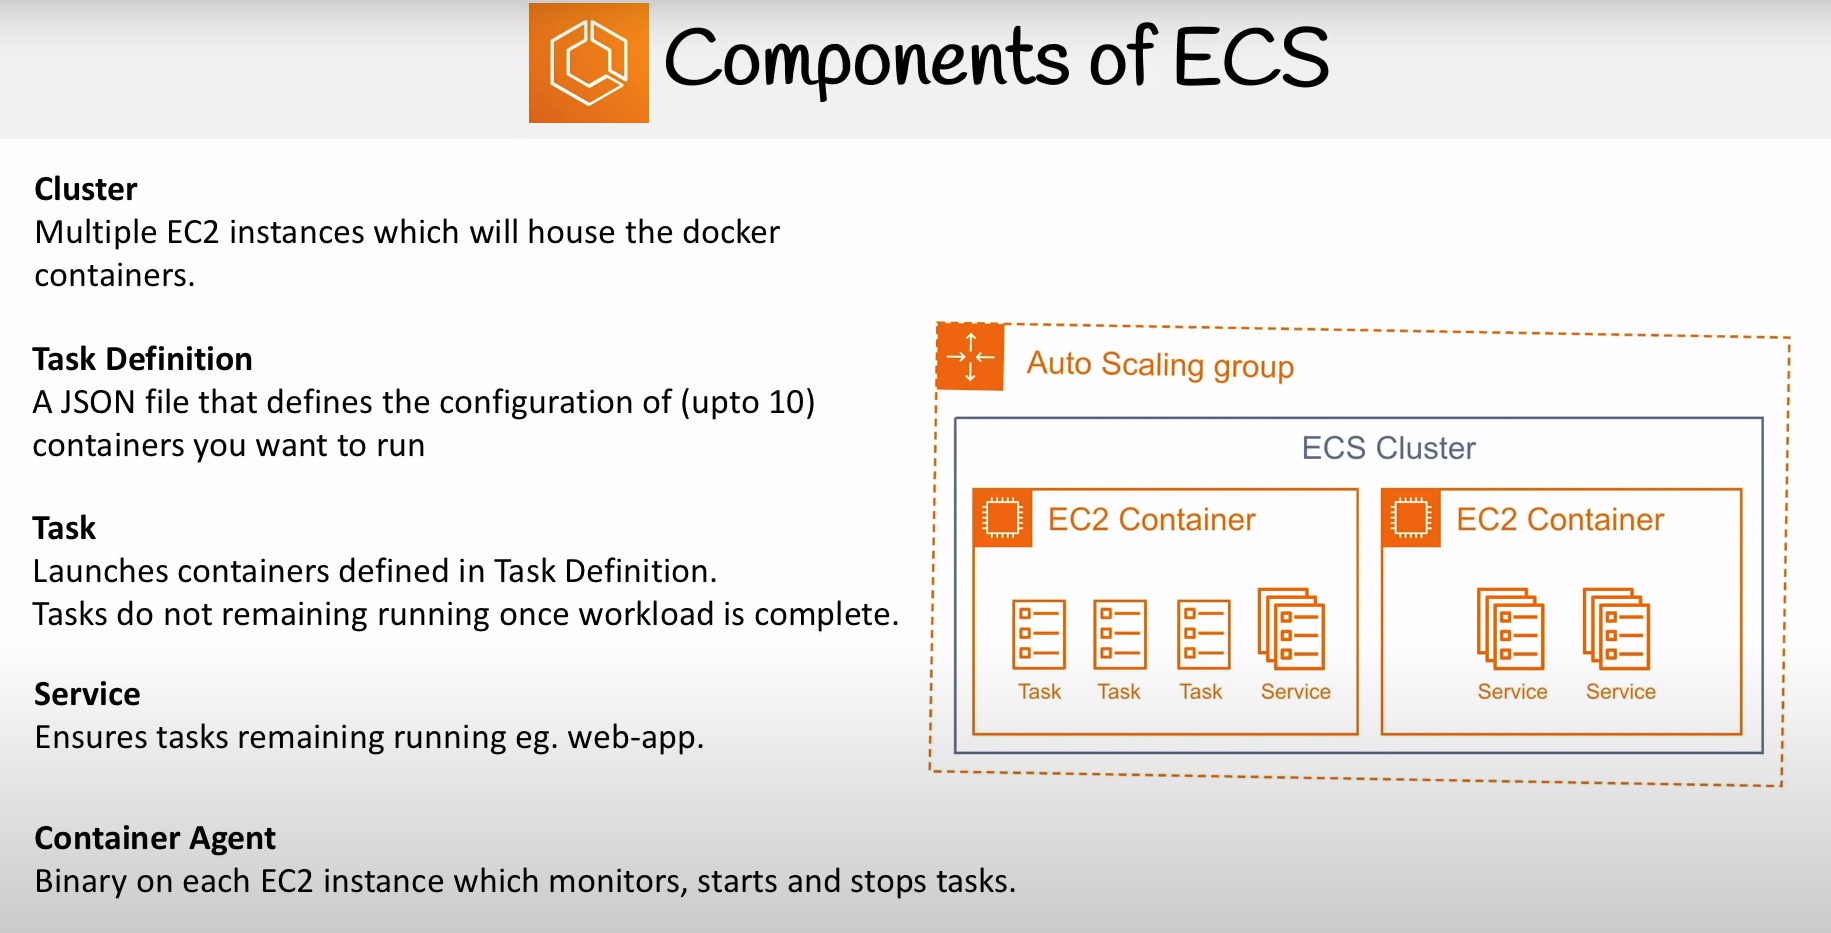 Components of ECS
Cluster
Multiple EC2 instances which will house the docker
containers.
Task Definition
A JSON file that defines the configuration of (upto 10)
containers you want to run
Task
Launches containers defined in Task Definition.
Tasks do not remaining running once workload is complete.
Service
Ensures tasks remaining running eg. web-app.
Container Agent
Binary on each EC2 instance which monitors, starts and stops tasks.
Auto Scaling group
ECS Cluster
EC2 Container
Task Task Task Service
EC2 Container
Service Service